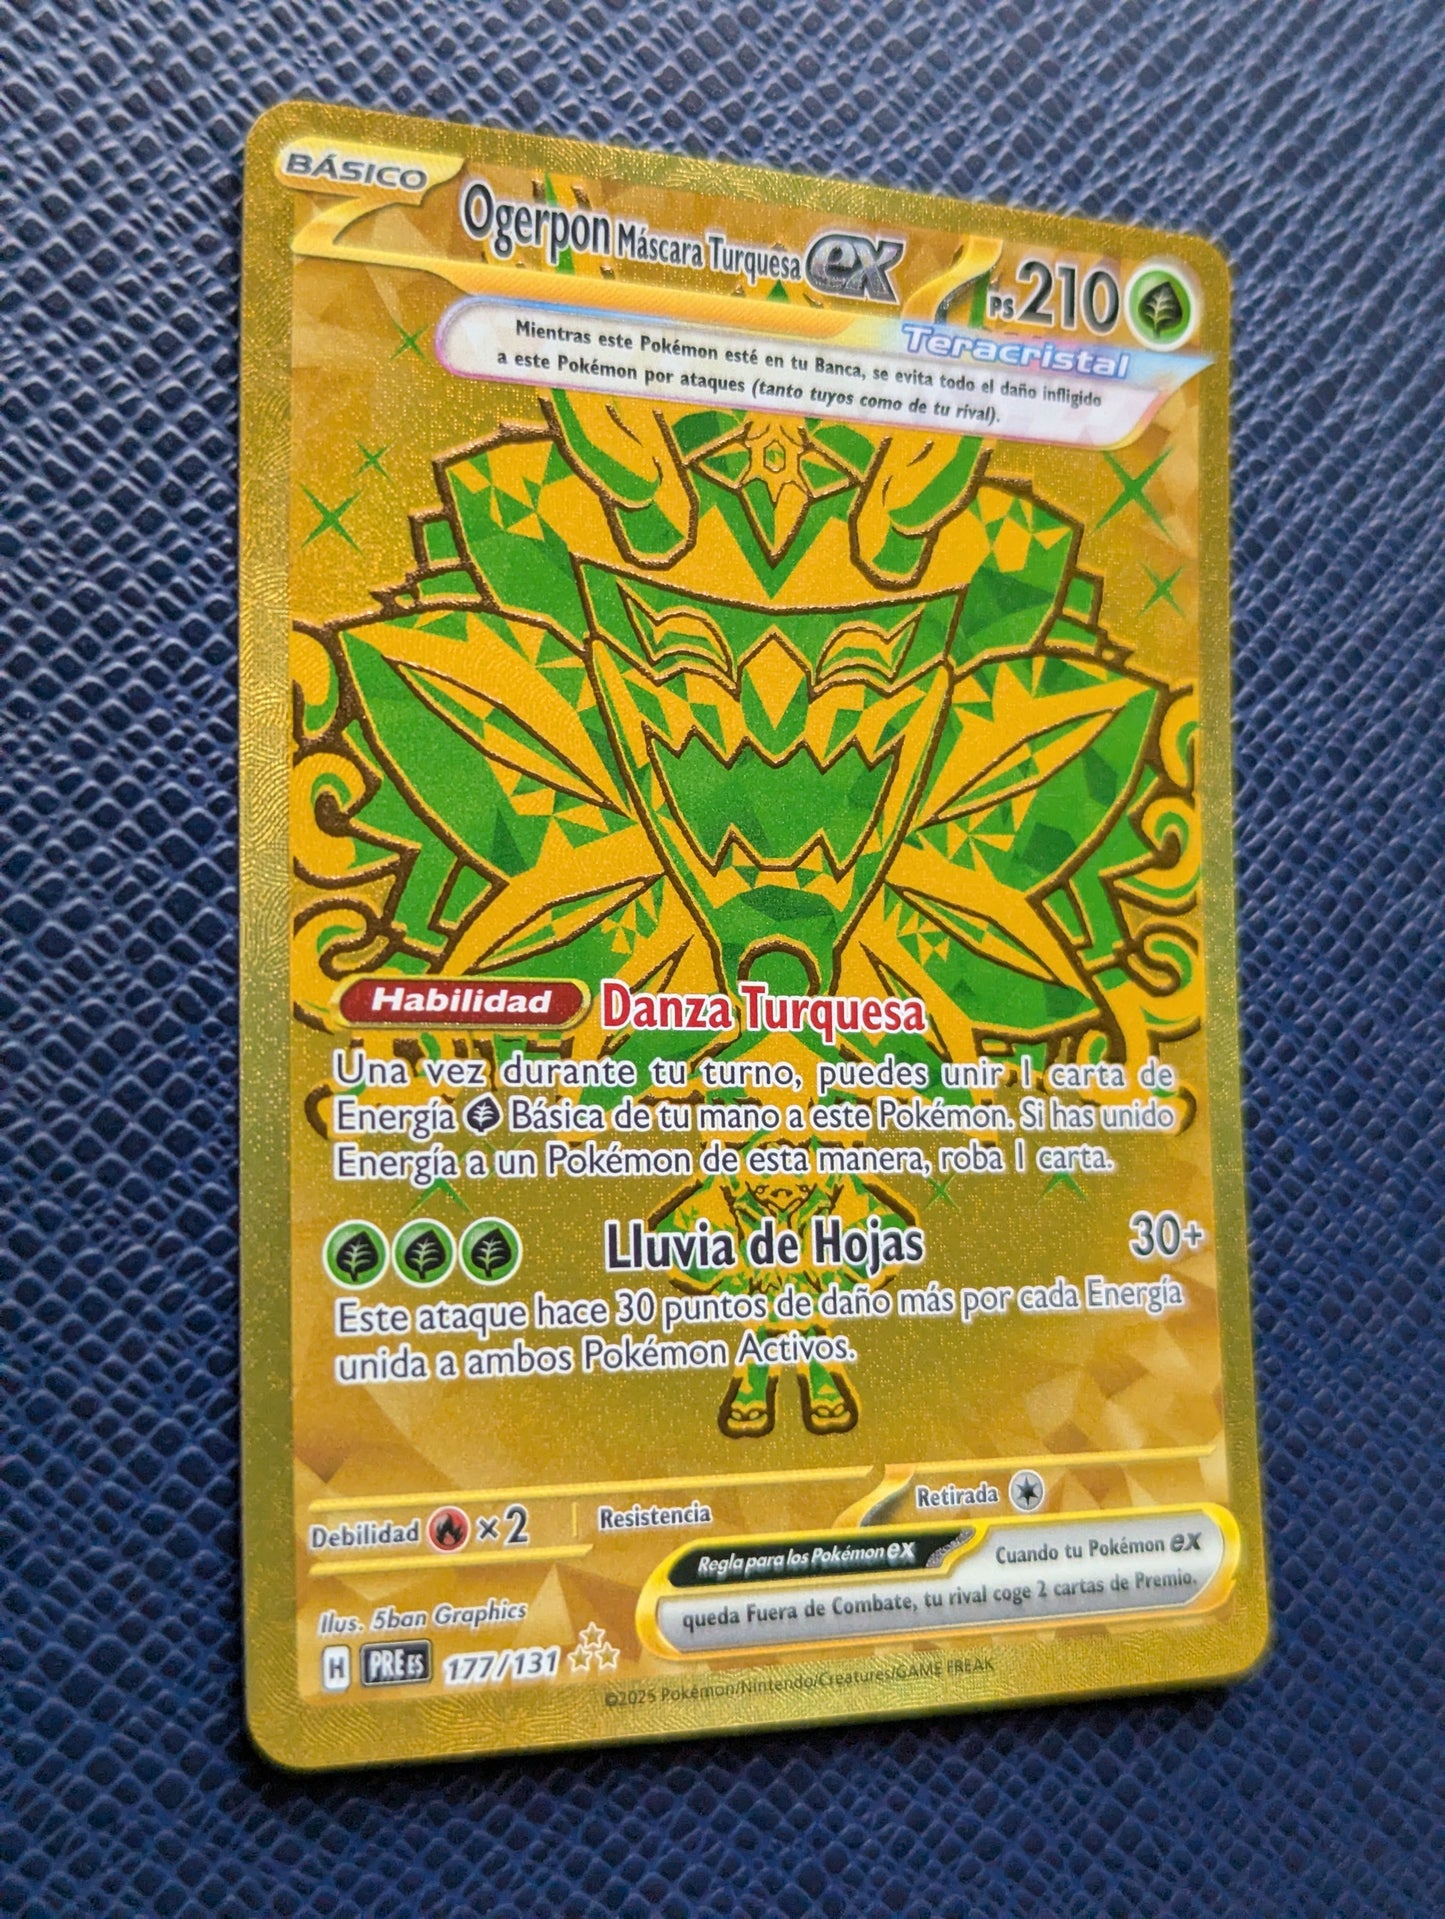 BÁSICO
Ogerpon Máscara Turquesa ex
PS 210
Teracristal
Mientras este Pokémon esté en tu Banca, se evita todo el daño infligido
a este Pokémon por ataques (tanto tuyos como de tu rival).
Habilidad Danza Turquesa
Una vez durante tu turno, puedes unir 1 carta de
Energía Básica de tu mano a este Pokémon. Si has unido
Energía a un Pokémon de esta manera, roba 1 carta.
Lluvia de Hojas 30+
Este ataque hace 30 puntos de daño más por cada Energía
unida a ambos Pokémon Activos.
Debilidad ×2 Resistencia Retirada
Regla para los Pokémon ex Cuando tu Pokémon ex
queda Fuera de Combate, tu rival coge 2 cartas de Premio.
Ilus. 5ban Graphics
H PRE ES 177/131
©2025 Pokémon/Nintendo/Creatures/GAME FREAK